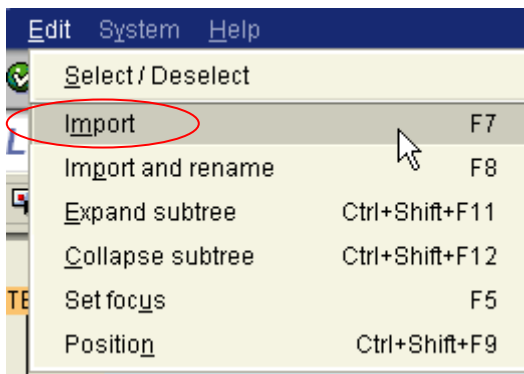 Edit System Help
Select / Deselect
Import F7
Import and rename F8
Expand subtree Ctrl+Shift+F11
Collapse subtree Ctrl+Shift+F12
TE
Set focus F5
Position Ctrl+Shift+F9